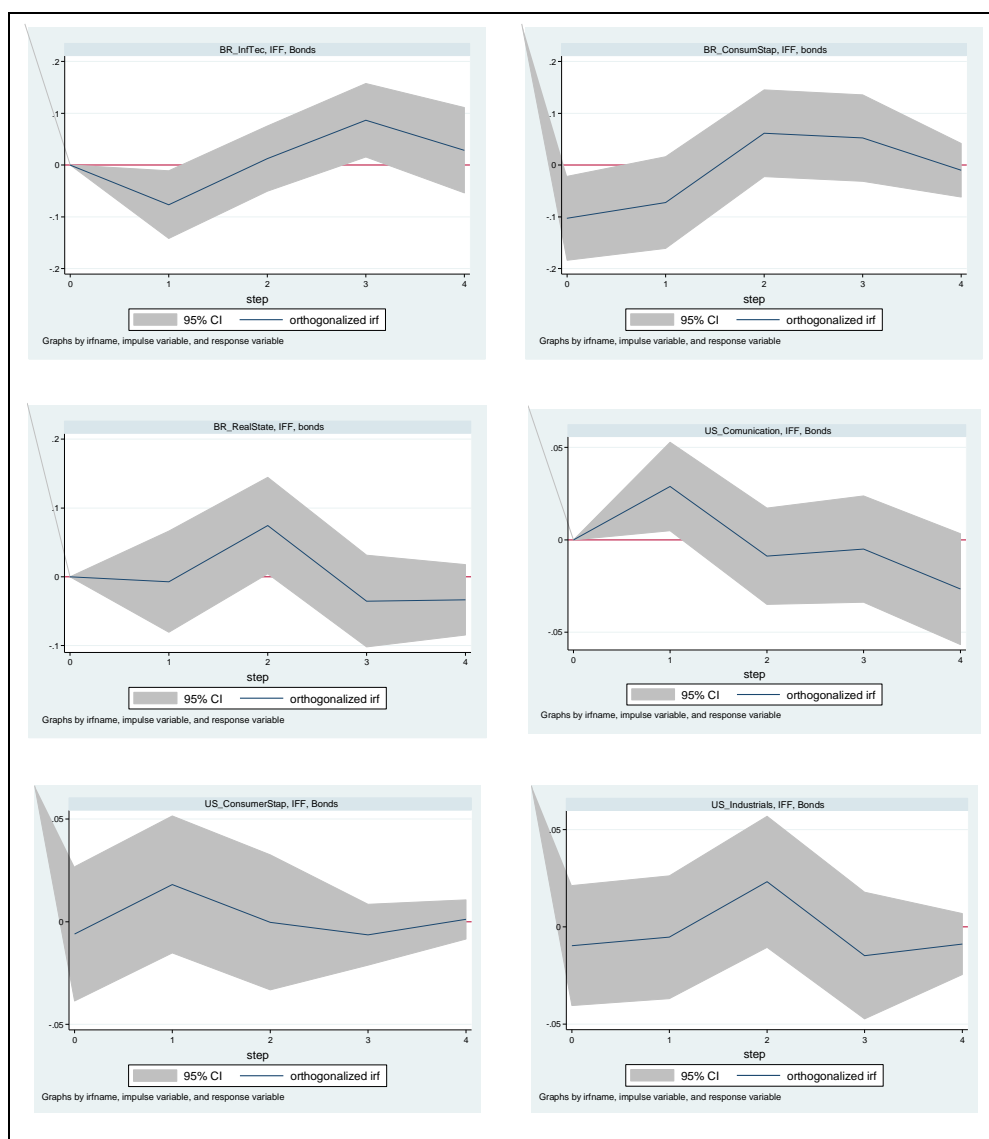 BR_InfTec, IFF, Bonds
.2
.1
0
-.1
-.2
0 1 2 3 4
step
95% CI orthogonalized irf
Graphs by irfname, impulse variable, and response variable
BR_ConsumStap, IFF, bonds
.2
.1
0
-.1
-.2
0 1 2 3 4
step
95% CI orthogonalized irf
Graphs by irfname, impulse variable, and response variable
BR_RealState, IFF, bonds
.2
.1
0
-.1
0 1 2 3 4
step
95% CI orthogonalized irf
Graphs by irfname, impulse variable, and response variable
US_Comunication, IFF, Bonds
.05
0
-.05
0 1 2 3 4
step
95% CI orthogonalized irf
Graphs by irfname, impulse variable, and response variable
US_ConsumerStap, IFF, Bonds
.05
0
-.05
0 1 2 3 4
step
95% CI orthogonalized irf
Graphs by irfname, impulse variable, and response variable
US_Industrials, IFF, Bonds
.05
0
-.05
0 1 2 3 4
step
95% CI orthogonalized irf
Graphs by irfname, impulse variable, and response variable